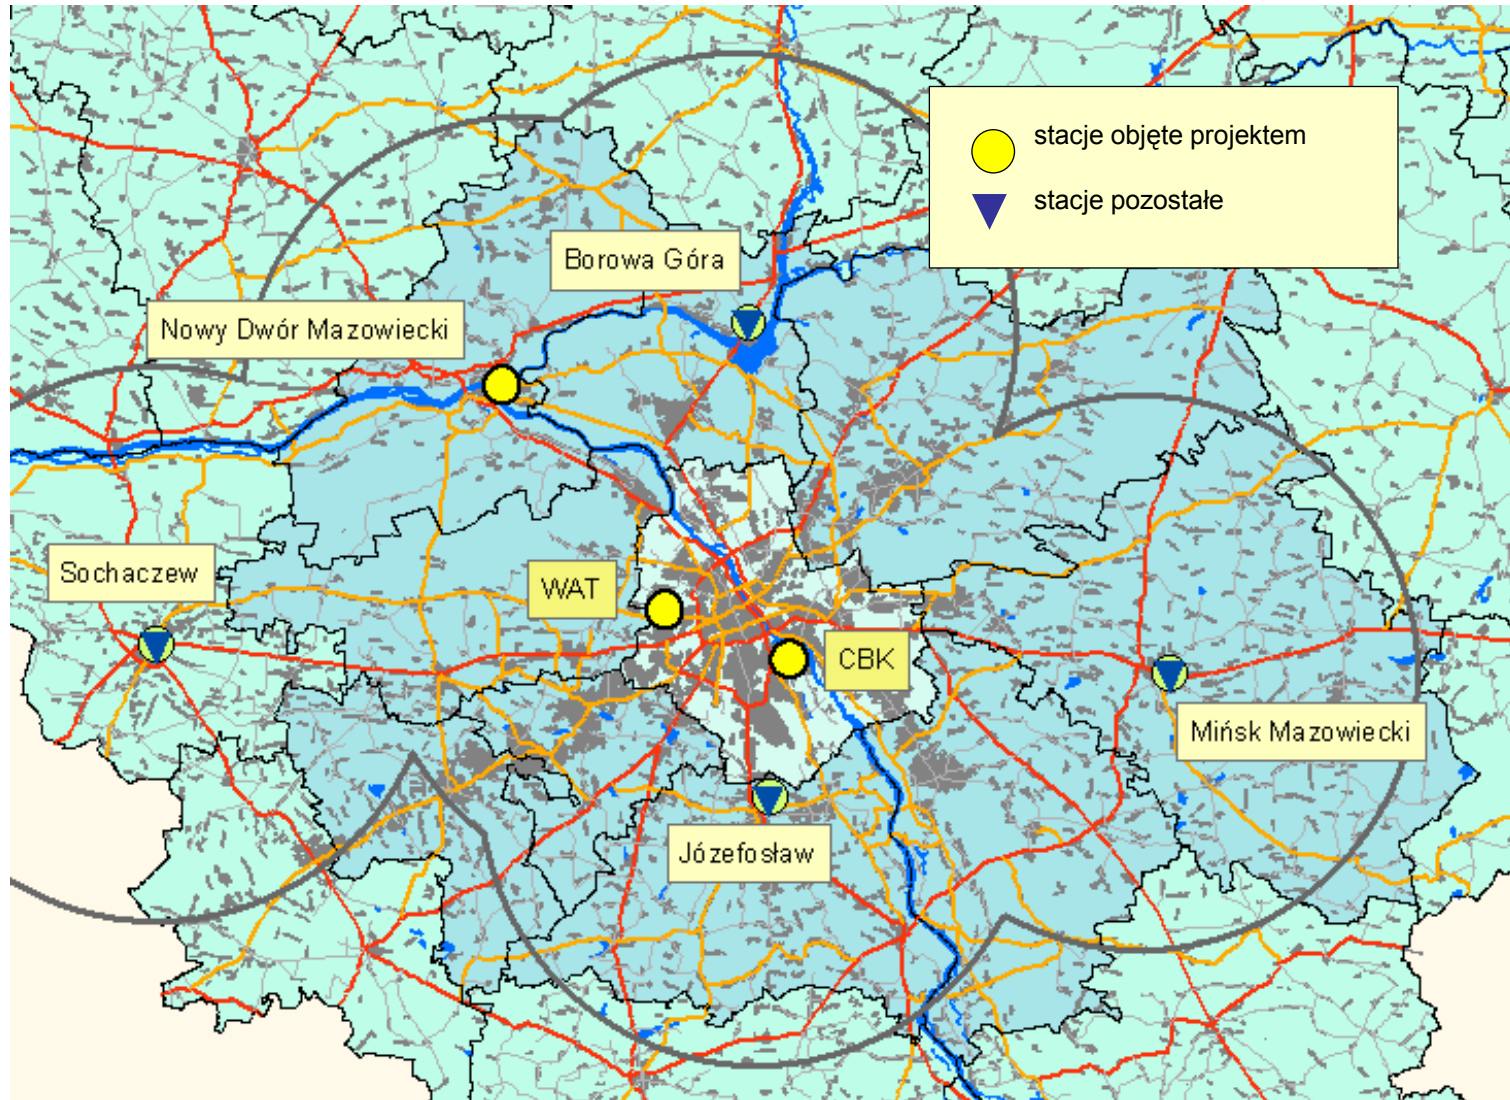 stacje objęte projektem
stacje pozostałe
Borowa Góra
Nowy Dwór Mazowiecki
Sochaczew
WAT
CBK
Mińsk Mazowiecki
Józefosław